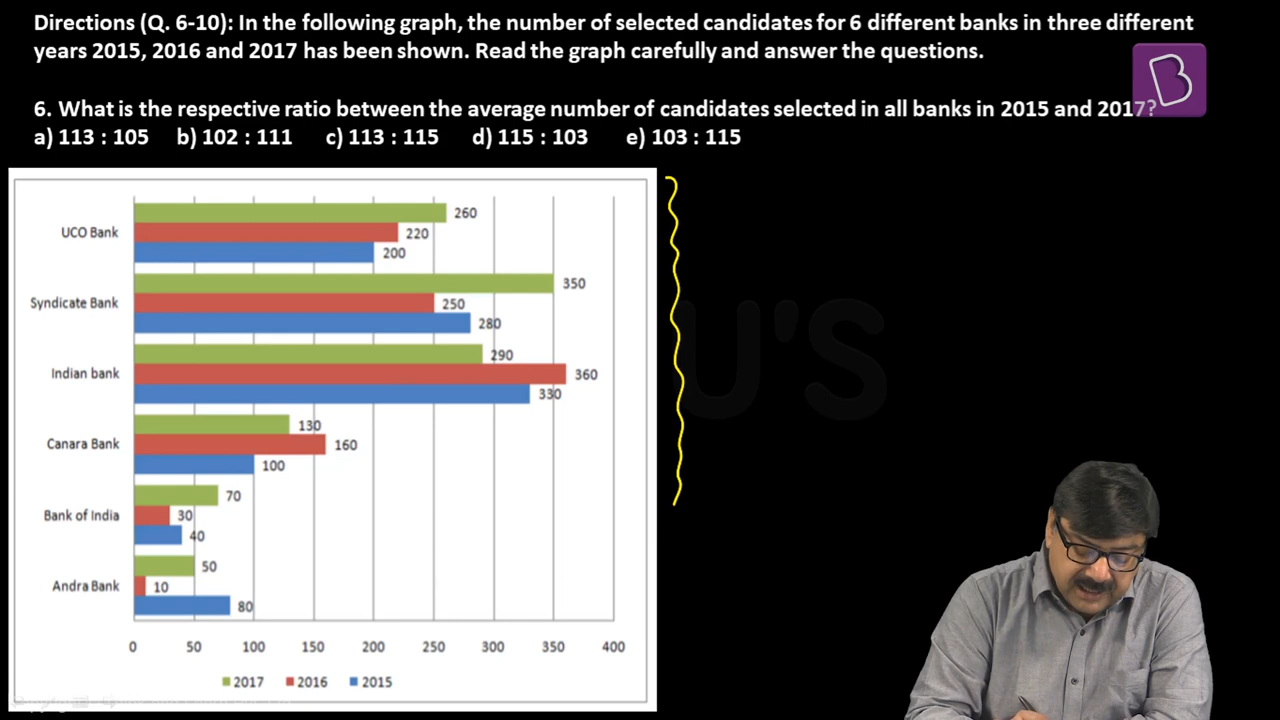 Directions (Q. 6-10): In the following graph, the number of selected candidates for 6 different banks in three different
years 2015, 2016 and 2017 has been shown. Read the graph carefully and answer the questions.
B
6. What is the respective ratio between the average number of candidates selected in all banks in 2015 and 2017?
a) 113 : 105 b) 102 : 111 c) 113 : 115 d) 115 : 103 e) 103 : 115
260
UCO Bank 220
200
350
Syndicate Bank 250
280
290
Indian bank 360
330
130
Canara Bank 160
100
70
Bank of India 30
40
50
Andra Bank 10
80
0 50 100 150 200 250 300 350 400
2017 2016 2015
U'S